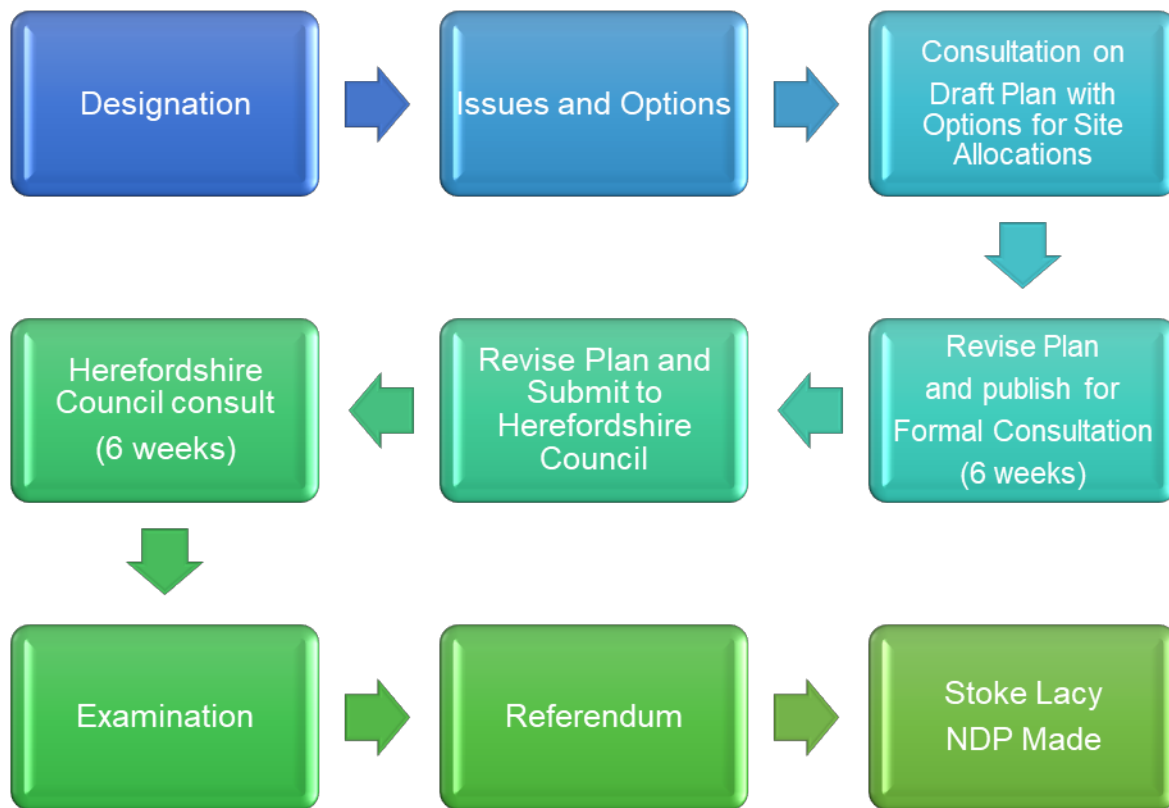 Designation
Issues and Options
Consultation on
Draft Plan with
Options for Site
Allocations
Revise Plan
and publish for
Formal Consultation
(6 weeks)
Revise Plan and
Submit to
Herefordshire
Council
Herefordshire
Council consult
(6 weeks)
Examination
Referendum
Stoke Lacy
NDP Made